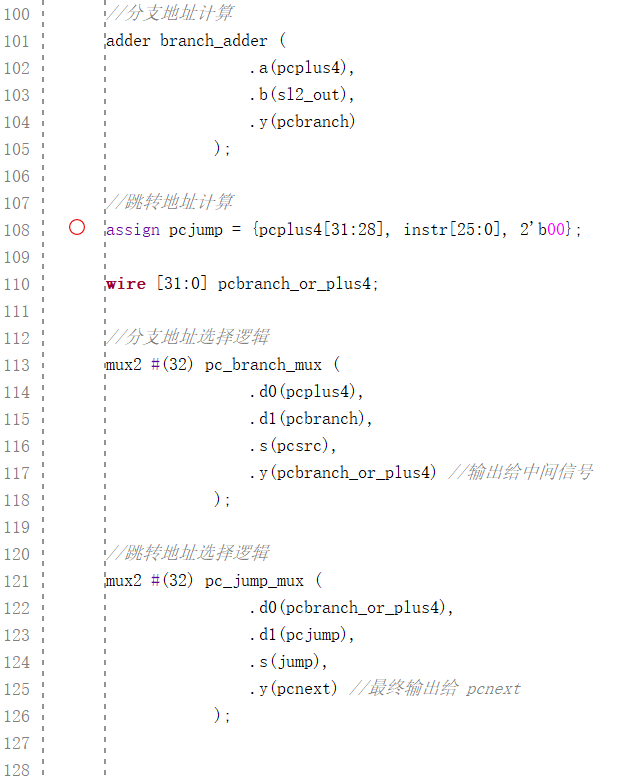 100 //分支地址计算
101 adder branch_adder (
102 .a(pcplus4),
103 .b(sl2_out),
104 .y(pcbranch)
105 );
106
107 //跳转地址计算
108 assign pcjump = {pcplus4[31:28], instr[25:0], 2'b00};
109
110 wire [31:0] pcbranch_or_plus4;
111
112 //分支地址选择逻辑
113 mux2 #(32) pc_branch_mux (
114 .d0(pcplus4),
115 .d1(pcbranch),
116 .s(pcsrc),
117 .y(pcbranch_or_plus4) //输出给中间信号
118 );
119
120 //跳转地址选择逻辑
121 mux2 #(32) pc_jump_mux (
122 .d0(pcbranch_or_plus4),
123 .d1(pcjump),
124 .s(jump),
125 .y(pcnext) //最终输出给 pcnext
126 );
127
128